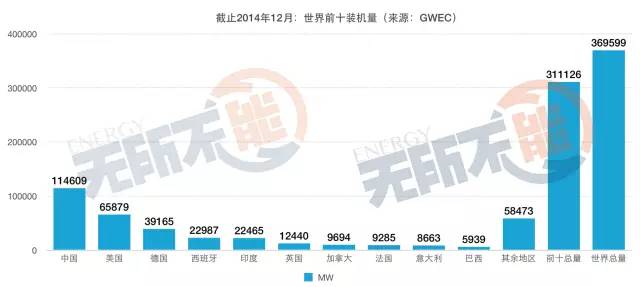 截止2014年12月：世界前十装机量（来源：GWEC）
400000
300000
200000
100000
0
114609
65879
39165
22987
22465
12440
9694
9285
8663
5939
58473
311126
369599
中国
美国
德国
西班牙
印度
英国
加拿大
法国
意大利
巴西
其余地区
前十总量
世界总量
MW
ENERGY
无所不能
ENERGY
无所不能